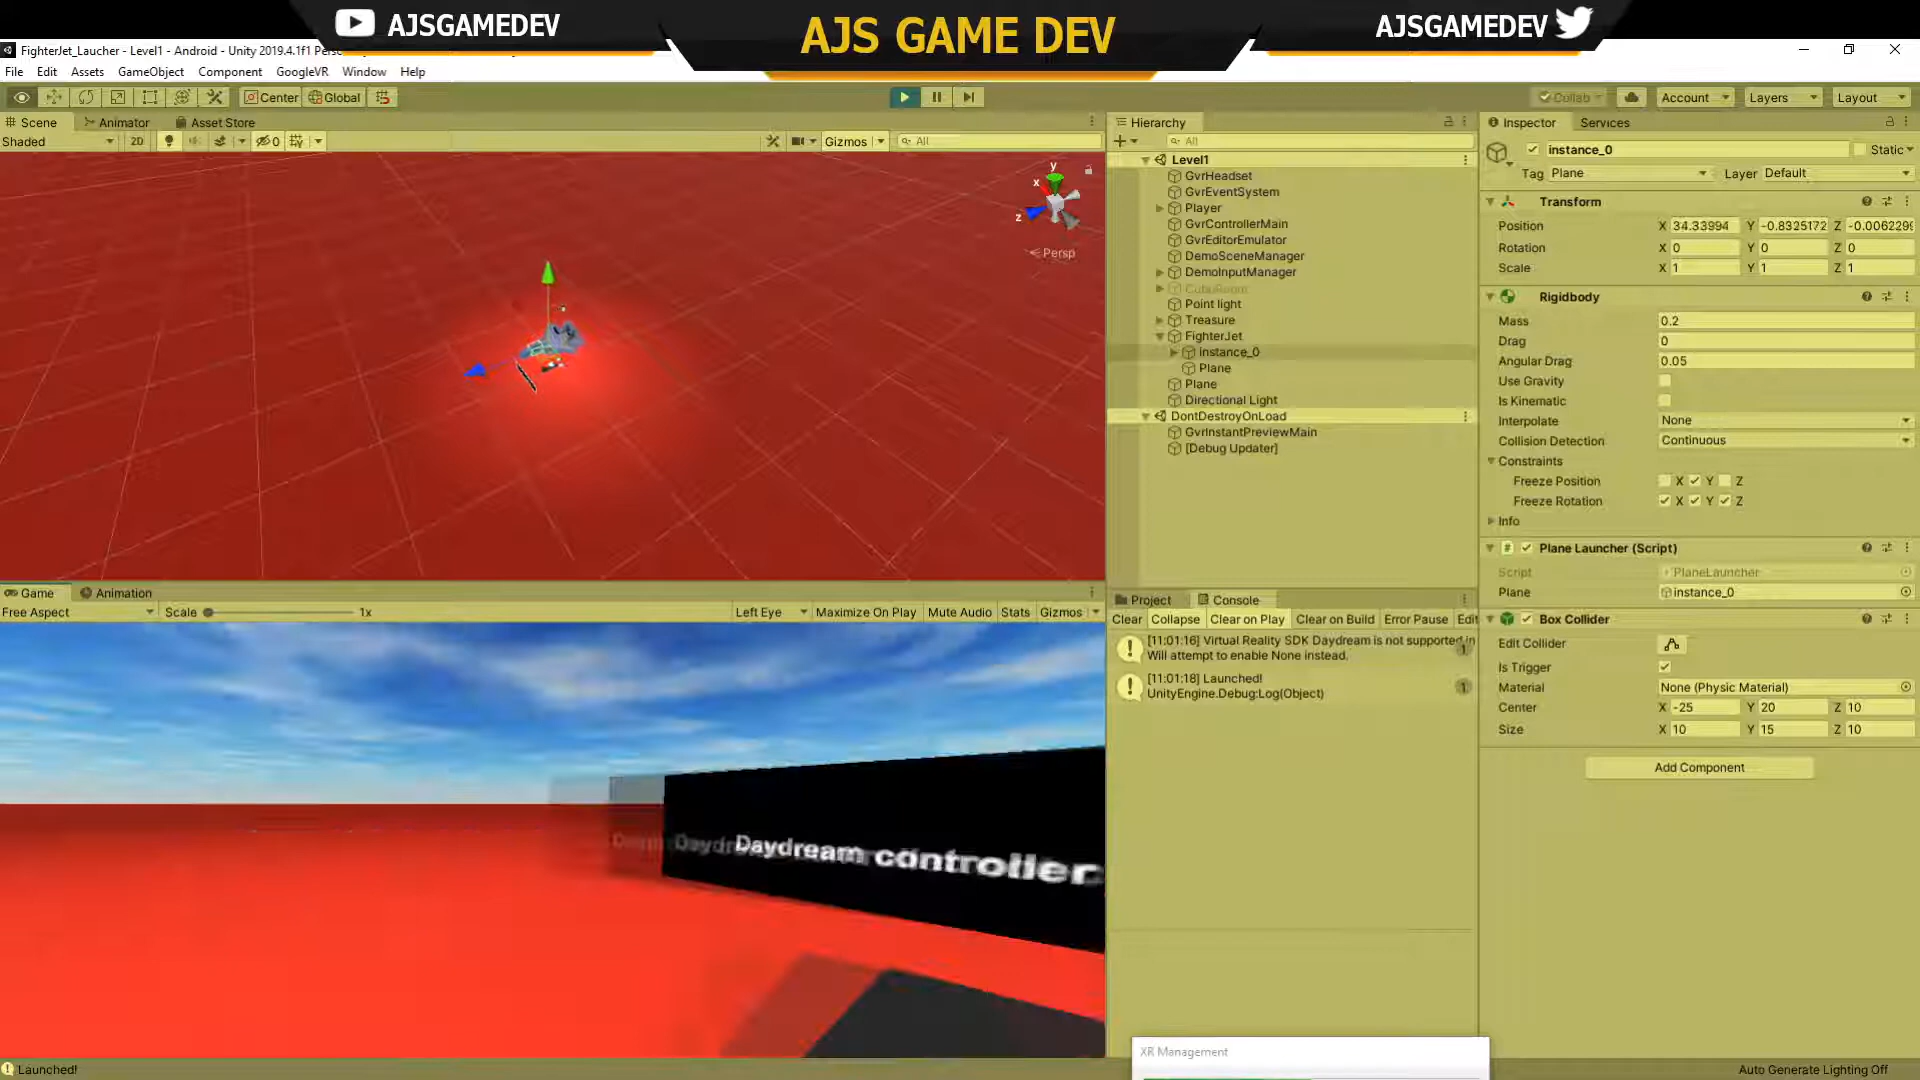 AJSGAMEDEV
AJS GAME DEV
AJSGAMEDEV
FighterJet_Laucher - Level1 - Android - Unity 2019.4.1f1 Pers
File Edit Assets GameObject Component GoogleVR Window Help
Center Global Collab Account Layers Layout
Scene Animator Asset Store
Shaded 2D 0 Gizmos All
y
x
z
Persp
Hierarchy
All
Level1
GvrHeadset
GvrEventSystem
Player
GvrControllerMain
GvrEditorEmulator
DemoSceneManager
DemoInputManager
CubeRoom
Point light
Treasure
FighterJet
instance_0
Plane
Plane
Directional Light
DontDestroyOnLoad
GvrInstantPreviewMain
[Debug Updater]
Inspector Services
instance_0 Static
Tag Plane Layer Default
Transform
Position X 34.33994 Y -0.8325172 Z -0.006229
Rotation X 0 Y 0 Z 0
Scale X 1 Y 1 Z 1
Rigidbody
Mass 0.2
Drag 0
Angular Drag 0.05
Use Gravity
Is Kinematic
Interpolate None
Collision Detection Continuous
Constraints
Freeze Position X Y Z
Freeze Rotation X Y Z
Info
Plane Launcher (Script)
Script PlaneLauncher
Plane instance_0
Box Collider
Edit Collider
Is Trigger
Material None (Physic Material)
Center X -25 Y 20 Z 10
Size X 10 Y 15 Z 10
Add Component
Game Animation
Free Aspect Scale 1x Left Eye Maximize On Play Mute Audio Stats Gizmos
Daydream controller
Project Console
Clear Collapse Clear on Play Clear on Build Error Pause Edit
[11:01:16] Virtual Reality SDK Daydream is not supported in
Will attempt to enable None instead.
1
[11:01:18] Launched!
UnityEngine.Debug:Log(Object)
1
XR Management
Launched!
Auto Generate Lighting Off